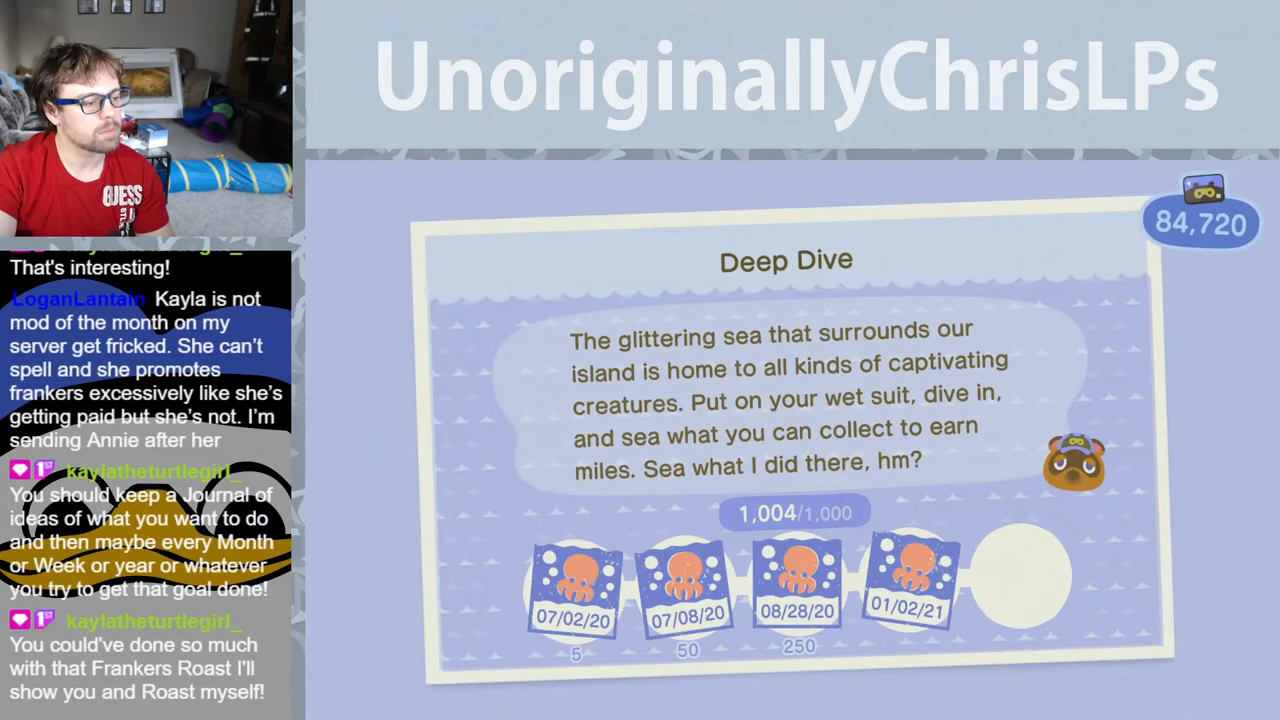 UnoriginallyChrisLPs
84,720
Deep Dive
The glittering sea that surrounds our
island is home to all kinds of captivating
creatures. Put on your wet suit, dive in,
and sea what you can collect to earn
miles. Sea what I did there, hm?
1,004/1,000
07/02/20
07/08/20
08/28/20
01/02/21
5
50
250
GUESS
That's interesting!
LoganLantain Kayla is not
mod of the month on my
server get fricked. She can't
spell and she promotes
frankers excessively like she's
getting paid but she's not. I'm
sending Annie after her
1ST kaylatheturtlegirl_
You should keep a Journal of
ideas of what you want to do
and then maybe every Month
or Week or year or whatever
you try to get that goal done!
1ST kaylatheturtlegirl_
You could've done so much
with that Frankers Roast I'll
show you and Roast myself!